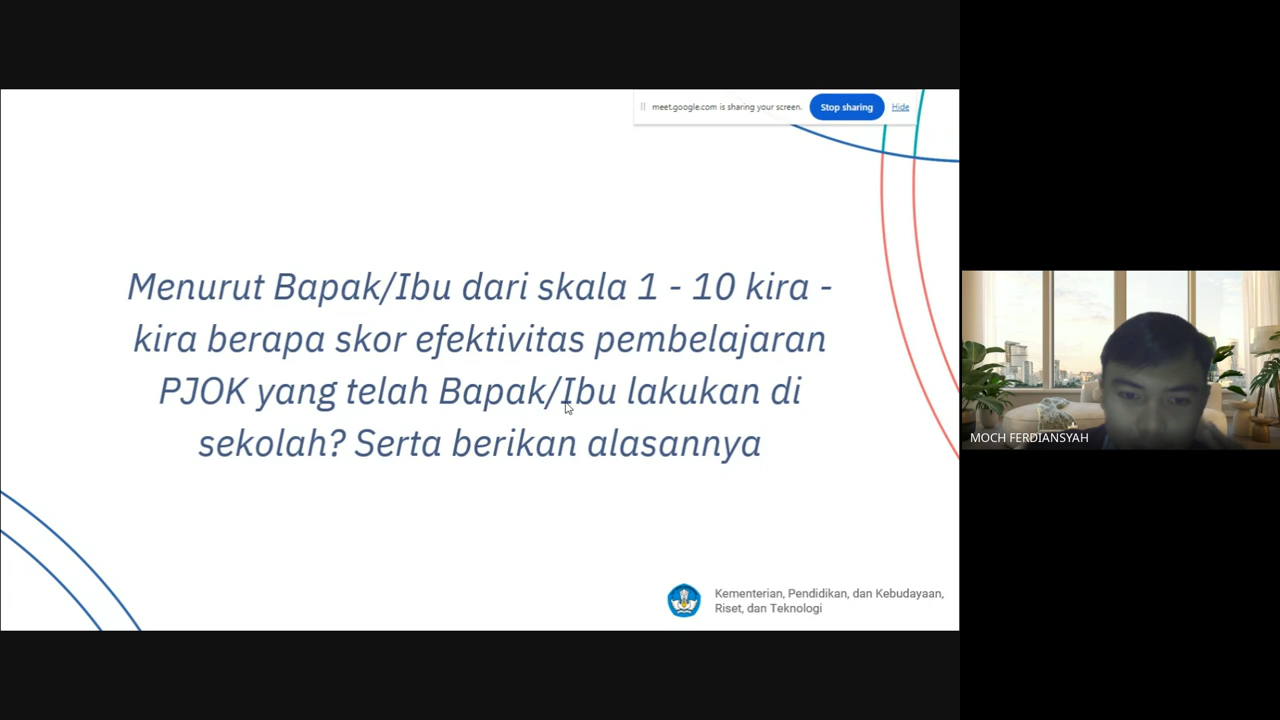 meet.google.com is sharing your screen.
Stop sharing
Hide
Menurut Bapak/Ibu dari skala 1 - 10 kira -
kira berapa skor efektivitas pembelajaran
PJOK yang telah Bapak/Ibu lakukan di
sekolah? Serta berikan alasannya
MOCH FERDIANSYAH
Kementerian, Pendidikan, dan Kebudayaan,
Riset, dan Teknologi